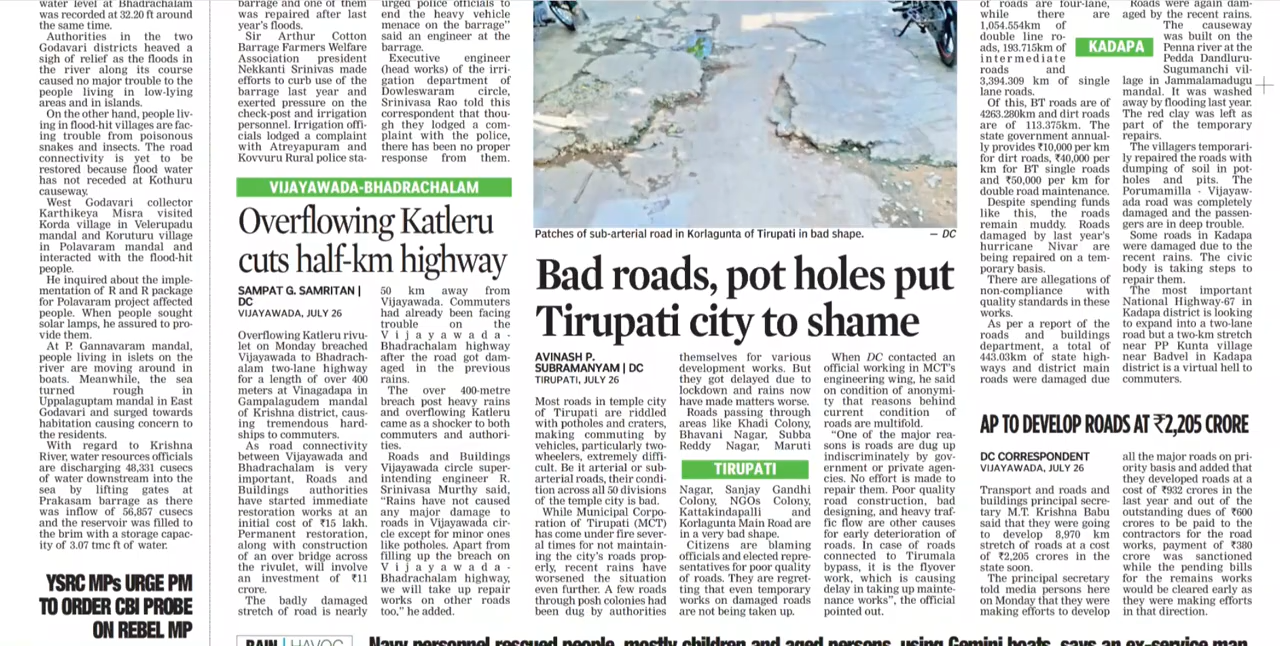 water level at Bhadrachalam
was recorded at 32.20 ft around
the same time.
Authorities in the two
Godavari districts heaved a
sigh of relief as the floods in
the river along its course
caused no major trouble to the
people living in low-lying
areas and in islands.
On the other hand, people liv-
ing in flood-hit villages are fac-
ing trouble from poisonous
snakes and insects. The road
connectivity is yet to be
restored because flood water
has not receded at Kothuru
causeway.
West Godavari collector
Karthikeya Misra visited
Korda village in Velerupadu
mandal and Koruturu village
in Polavaram mandal and
interacted with the flood-hit
people.
He inquired about the imple-
mentation of R and R package
for Polavaram project affected
people. When people sought
solar lamps, he assured to pro-
vide them.
At P. Gannavaram mandal,
people living in islets on the
river are moving around in
boats. Meanwhile, the sea
turned rough in
Uppalaguptam mandal in East
Godavari and surged towards
habitation causing concern to
the residents.
With regard to Krishna
River, water resources officials
are discharging 48,331 cusecs
of water downstream into the
sea by lifting gates at
Prakasam barrage as there
was inflow of 56,857 cusecs
and the reservoir was filled to
the brim with a storage capac-
ity of 3.07 tmc ft of water.
YSRC MPs URGE PM
TO ORDER CBI PROBE
ON REBEL MP
barrage and one of them
was repaired after last
year's floods.
Sir Arthur Cotton
Barrage Farmers Welfare
Association president
Nekkanti Srinivas made
efforts to curb use of the
barrage last year and
exerted pressure on the
check-post and irrigation
personnel. Irrigation offi-
cials lodged a complaint
with Atreyapuram and
Kovvuru Rural police sta-
urged police officials to
end the heavy vehicle
menace on the barrage"
said an engineer at the
barrage.
Executive engineer
(head works) of the irri-
gation department of
Dowleswaram circle,
Srinivasa Rao told this
correspondent that thou-
gh they lodged a com-
plaint with the police,
there has been no proper
response from them.
VIJAYAWADA-BHADRACHALAM
Overflowing Katleru
cuts half-km highway
SAMPAT G. SAMRITAN |
DC
VIJAYAWADA, JULY 26
Overflowing Katleru rivu-
let on Monday breached
Vijayawada to Bhadrach-
alam two-lane highway
for a length of over 400
meters at Vinagadapa in
Gampalagudem mandal
of Krishna district, caus-
ing tremendous hard-
ships to commuters.
As road connectivity
between Vijayawada and
Bhadrachalam is very
important, Roads and
Buildings authorities
have started immediate
restoration works at an
initial cost of ₹15 lakh.
Permanent restoration,
along with construction
of an over bridge across
the rivulet, will involve
an investment of ₹11
crore.
The badly damaged
stretch of road is nearly
50 km away from
Vijayawada. Commuters
had already been facing
trouble on the
Vijayawada-
Bhadrachalam highway
after the road got dam-
aged in the previous
rains.
The over 400-metre
breach post heavy rains
and overflowing Katleru
came as a shocker to both
commuters and authori-
ties.
Roads and Buildings
Vijayawada circle super-
intending engineer R.
Srinivasa Murthy said,
"Rains have not caused
any major damage to
roads in Vijayawada cir-
cle except for minor ones
like potholes. Apart from
filling up the breach on
Vijayawada-
Bhadrachalam highway,
we will take up repair
works on other roads
too," he added.
Patches of sub-arterial road in Korlagunta of Tirupati in bad shape. — DC
Bad roads, pot holes put
Tirupati city to shame
AVINASH P.
SUBRAMANYAM | DC
TIRUPATI, JULY 26
Most roads in temple city
of Tirupati are riddled
with potholes and craters,
making commuting by
vehicles, particularly two-
wheelers, extremely diffi-
cult. Be it arterial or sub-
arterial roads, their condi-
tion across all 50 divisions
of the temple city is bad.
While Municipal Corpo-
ration of Tirupati (MCT)
has come under fire sever-
al times for not maintain-
ing the city's roads prop-
erly, recent rains have
worsened the situation
even further. A few roads
through posh colonies had
been dug by authorities
themselves for various
development works. But
they got delayed due to
lockdown and rains now
have made matters worse.
Roads passing through
areas like Khadi Colony,
Bhavani Nagar, Subba
Reddy Nagar, Maruti
TIRUPATI
Nagar, Sanjay Gandhi
Colony, NGOs Colony,
Kattakindapalli and
Korlagunta Main Road are
in a very bad shape.
Citizens are blaming
officials and elected repre-
sentatives for poor quality
of roads. They are regret-
ting that even temporary
works on damaged roads
are not being taken up.
When DC contacted an
official working in MCT's
engineering wing, he said
on condition of anonymi-
ty that reasons behind
current condition of
roads are multifold.
"One of the major rea-
sons is roads are dug up
indiscriminately by gov-
ernment or private agen-
cies. No effort is made to
repair them. Poor quality
road construction, bad
designing, and heavy traf-
fic flow are other causes
for early deterioration of
roads. In case of roads
connected to Tirumala
bypass, it is the flyover
work, which is causing
delay in taking up mainte-
nance works", the official
pointed out.
of roads are four-lane,
while there are
1,054.554km of
double line ro-
ads, 193.715km of
intermediate
roads and
3,394.309 km of single
lane roads.
Of this, BT roads are of
4263.280km and dirt roads
are of 113.375km. The
state government annual-
ly provides ₹10,000 per km
for dirt roads, ₹40,000 per
km for BT single roads
and ₹50,000 per km for
double road maintenance.
Despite spending funds
like this, the roads
remain muddy. Roads
damaged by last year's
hurricane Nivar are
being repaired on a tem-
porary basis.
There are allegations of
non-compliance with
quality standards in these
works.
As per a report of the
roads and buildings
department, a total of
443.03km of state high-
ways and district main
roads were damaged due
KADAPA
Roads were again dam-
aged by the recent rains.
The causeway
was built on the
Penna river at the
Pedda Dandluru-
Sugumanchi vil-
lage in Jammalamadugu
mandal. It was washed
away by flooding last year.
The red clay was left as
part of the temporary
repairs.
The villagers temporari-
ly repaired the roads with
dumping of soil in pot-
holes and pits. The
Porumamilla - Vijayaw-
ada road was completely
damaged and the passen-
gers are in deep trouble.
Some roads in Kadapa
were damaged due to the
recent rains. The civic
body is taking steps to
repair them.
The most important
National Highway-67 in
Kadapa district is looking
to expand into a two-lane
road but a two-km stretch
near PP Kunta village
near Badvel in Kadapa
district is a virtual hell to
commuters.
AP TO DEVELOP ROADS AT ₹2,205 CRORE
DC CORRESPONDENT
VIJAYAWADA, JULY 26
Transport and roads and
buildings principal secre-
tary M.T. Krishna Babu
said that they were going
to develop 8,970 km
stretch of roads at a cost
of ₹2,205 crores in the
state soon.
The principal secretary
told media persons here
on Monday that they were
making efforts to develop
all the major roads on pri-
ority basis and added that
they developed roads at a
cost of ₹932 crores in the
last year and out of the
outstanding dues of ₹600
crores to be paid to the
contractors for the road
works, payment of ₹380
crore was sanctioned
while the pending bills
for the remains works
would be cleared early as
they were making efforts
in that direction.
RAIN | HAVOC
Navy personnel rescued people, mostly children and aged persons, using Gemini boats, says an ex-service man